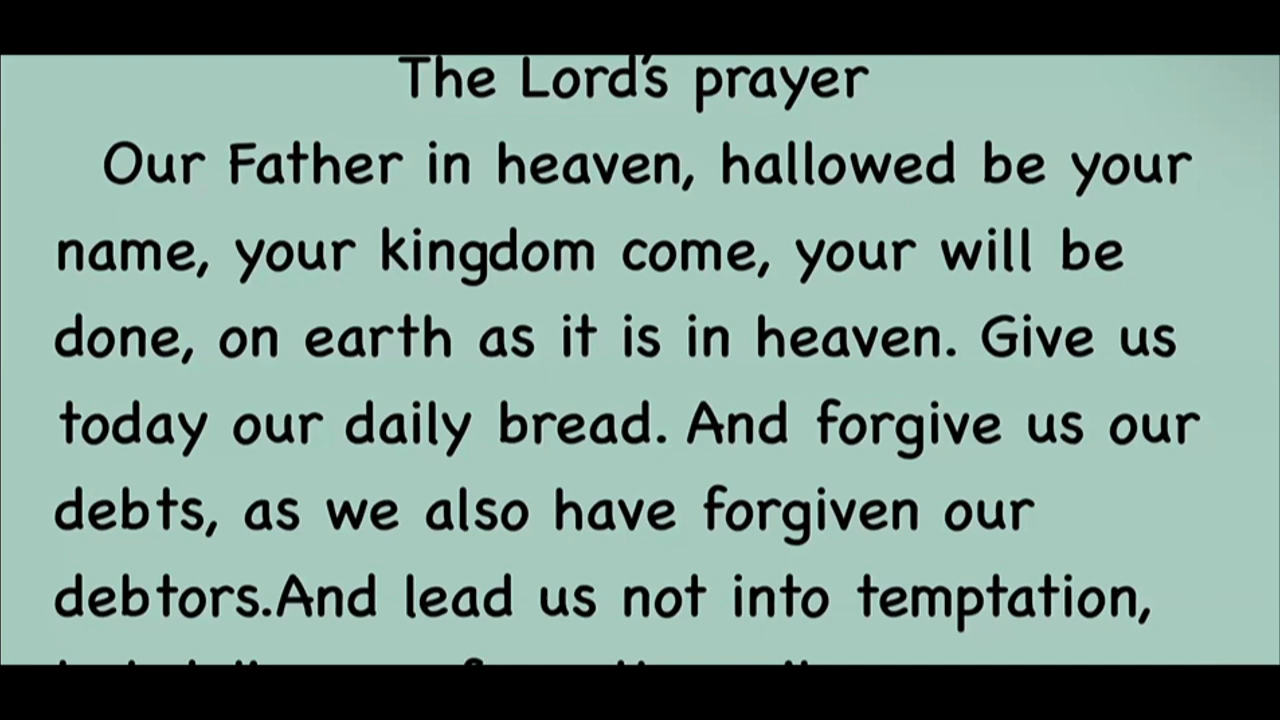 The Lord's prayer
Our Father in heaven, hallowed be your
name, your kingdom come, your will be
done, on earth as it is in heaven. Give us
today our daily bread. And forgive us our
debts, as we also have forgiven our
debtors.And lead us not into temptation,